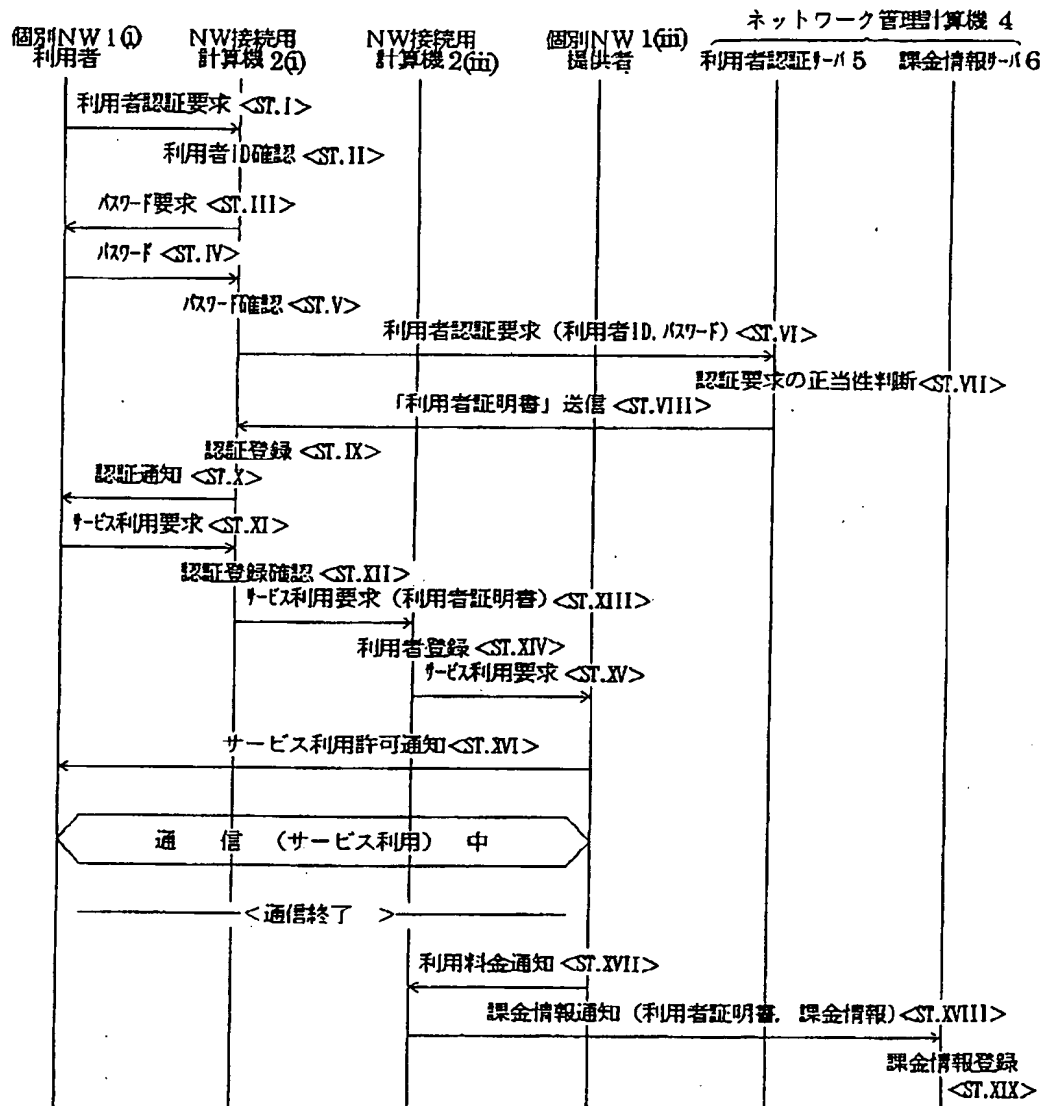 ネットワーク管理計算機 4
個別NW 1(i)
利用者
NW接続用
計算機 2(i)
NW接続用
計算機 2(iii)
個別NW 1(iii)
提供者
利用者認証サーバ 5
課金情報サーバ 6
利用者認証要求 <ST.I>
利用者ID確認 <ST.II>
パスワード要求 <ST.III>
パスワード <ST.IV>
パスワード確認 <ST.V>
利用者認証要求 (利用者ID, パスワード) <ST.VI>
認証要求の正当性判断 <ST.VII>
「利用者証明書」送信 <ST.VIII>
認証登録 <ST.IX>
認証通知 <ST.X>
サービス利用要求 <ST.XI>
認証登録確認 <ST.XII>
サービス利用要求 (利用者証明書) <ST.XIII>
利用者登録 <ST.XIV>
サービス利用要求 <ST.XV>
サービス利用許可通知 <ST.XVI>
通 信 (サービス利用) 中
<通信終了 >
利用料金通知 <ST.XVII>
課金情報通知 (利用者証明書, 課金情報) <ST.XVIII>
課金情報登録
<ST.XIX>